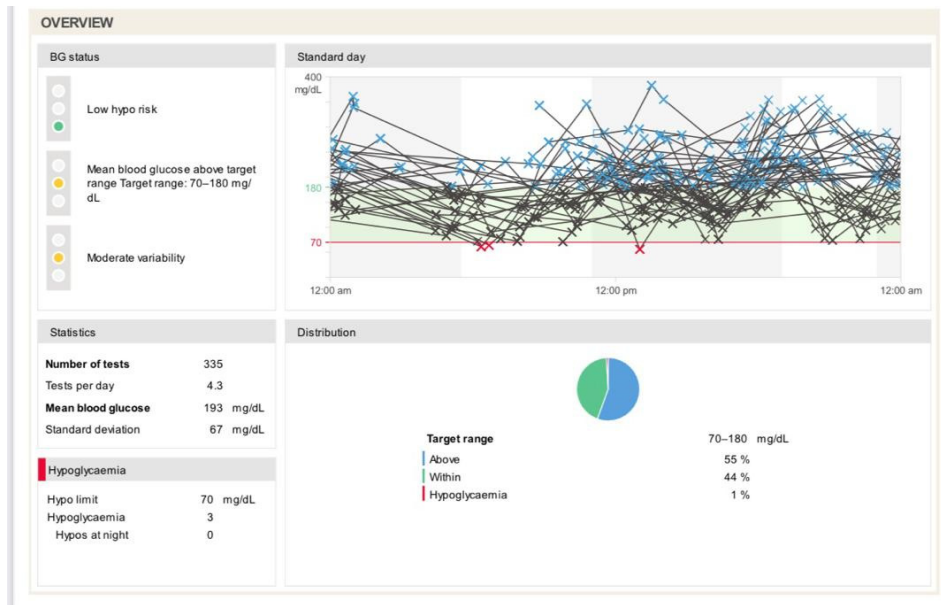 OVERVIEW
BG status
Low hypo risk
Mean blood glucose above target
range Target range: 70–180 mg/
dL
Moderate variability
Standard day
400
mg/dL
180
70
12:00 am
12:00 pm
12:00 am
Statistics
Number of tests 335
Tests per day 4.3
Mean blood glucose 193 mg/dL
Standard deviation 67 mg/dL
Hypoglycaemia
Hypo limit 70 mg/dL
Hypoglycaemia 3
Hypos at night 0
Distribution
Target range 70–180 mg/dL
Above 55 %
Within 44 %
Hypoglycaemia 1 %